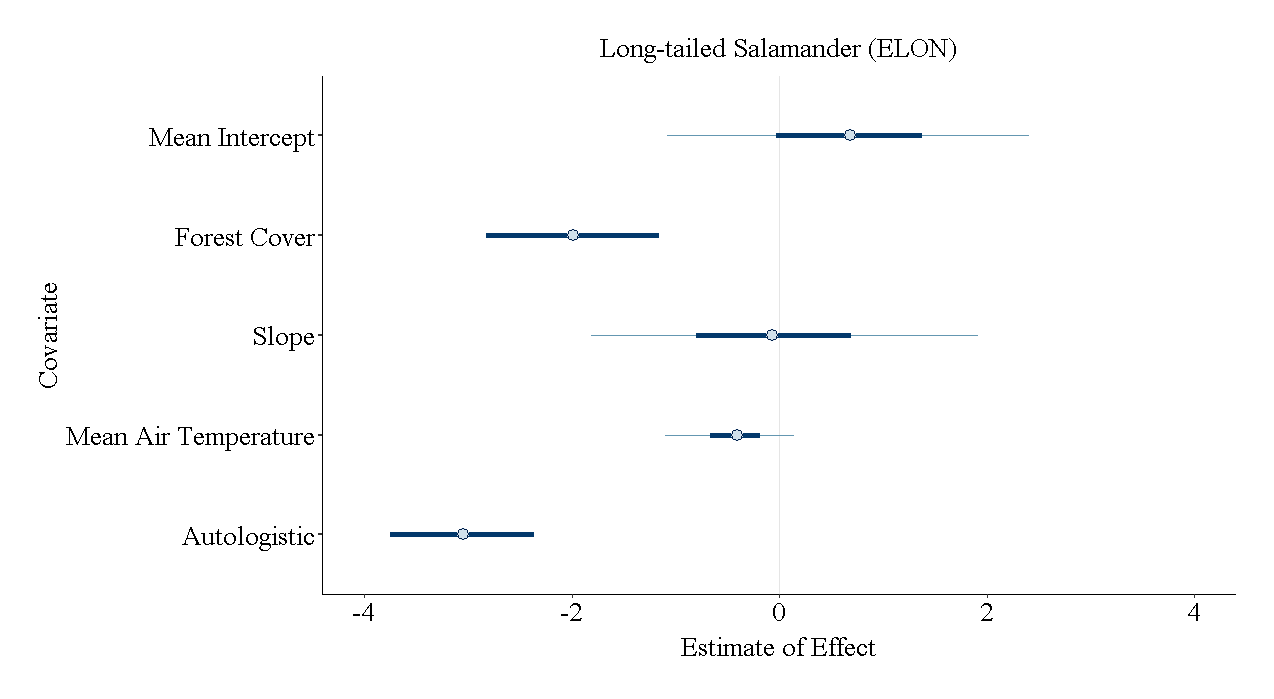 Long-tailed Salamander (ELON)
Covariate
Mean Intercept
Forest Cover
Slope
Mean Air Temperature
Autologistic
-4 -2 0 2 4
Estimate of Effect